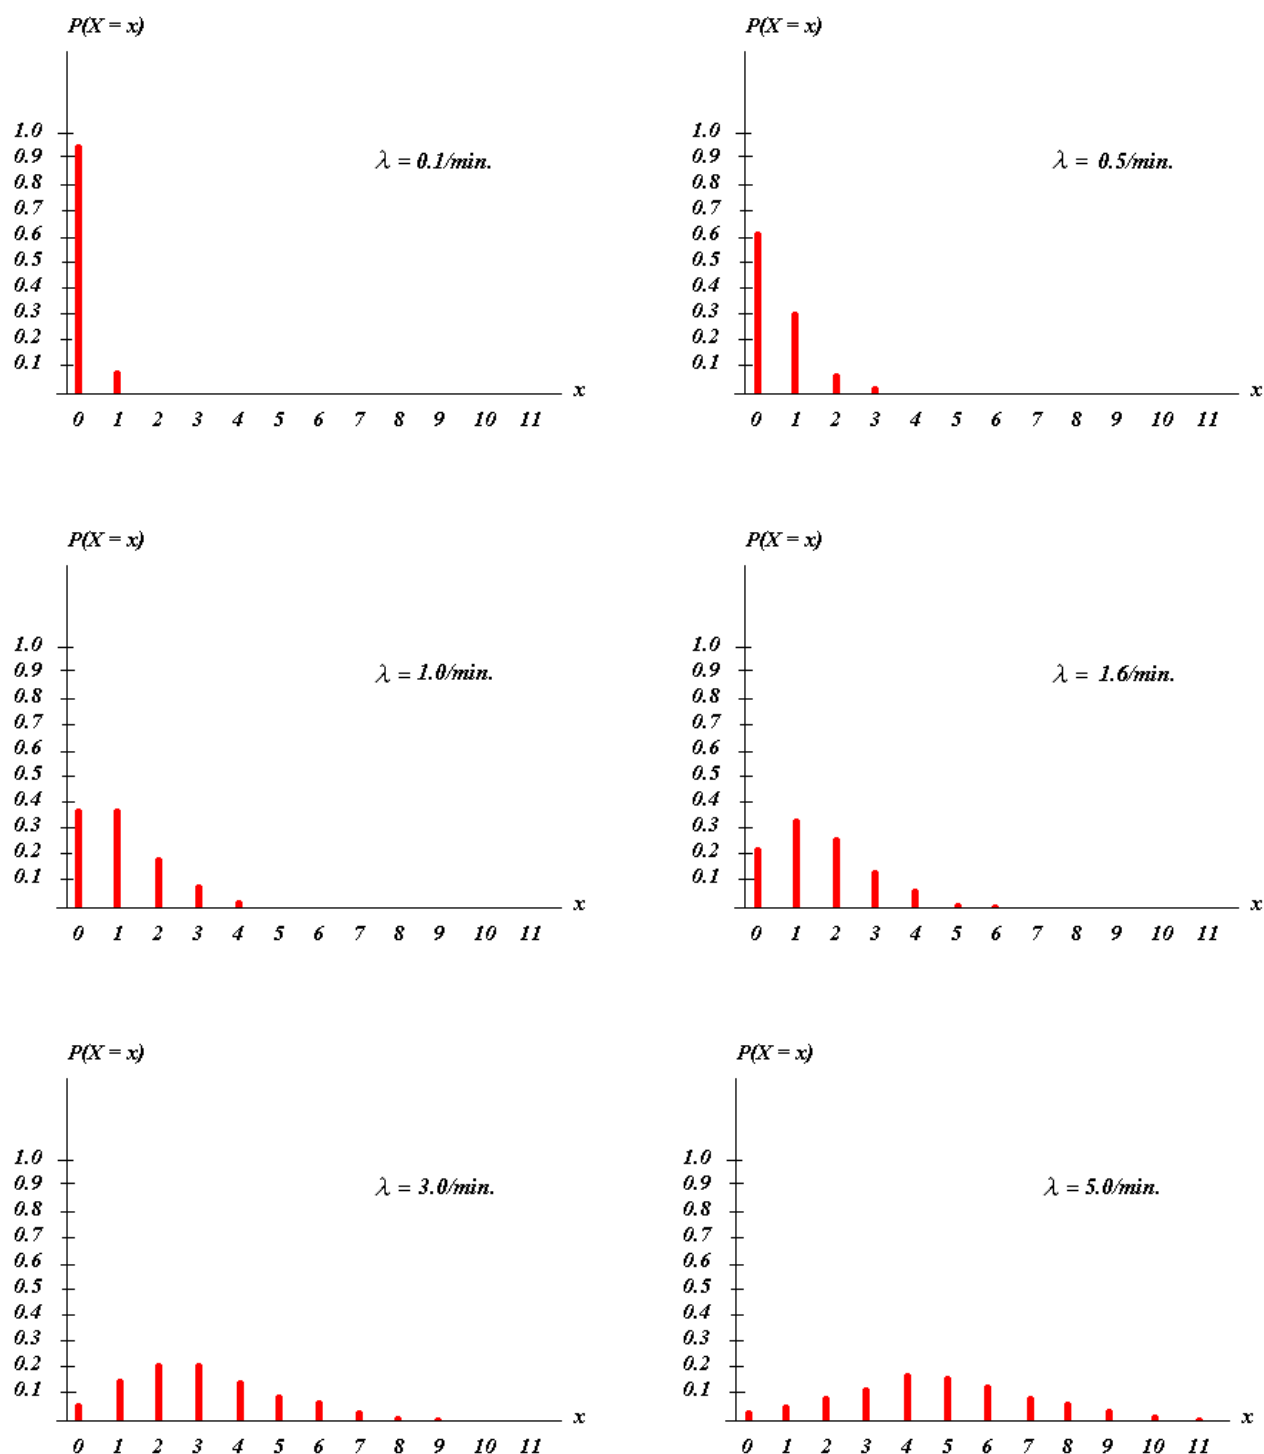 P(X = x)
1.0
0.9
0.8
0.7
0.6
0.5
0.4
0.3
0.2
0.1
λ = 0.1/min.
x
0 1 2 3 4 5 6 7 8 9 10 11
P(X = x)
1.0
0.9
0.8
0.7
0.6
0.5
0.4
0.3
0.2
0.1
λ = 0.5/min.
x
0 1 2 3 4 5 6 7 8 9 10 11
P(X = x)
1.0
0.9
0.8
0.7
0.6
0.5
0.4
0.3
0.2
0.1
λ = 1.0/min.
x
0 1 2 3 4 5 6 7 8 9 10 11
P(X = x)
1.0
0.9
0.8
0.7
0.6
0.5
0.4
0.3
0.2
0.1
λ = 1.6/min.
x
0 1 2 3 4 5 6 7 8 9 10 11
P(X = x)
1.0
0.9
0.8
0.7
0.6
0.5
0.4
0.3
0.2
0.1
λ = 3.0/min.
x
0 1 2 3 4 5 6 7 8 9 10 11
P(X = x)
1.0
0.9
0.8
0.7
0.6
0.5
0.4
0.3
0.2
0.1
λ = 5.0/min.
x
0 1 2 3 4 5 6 7 8 9 10 11